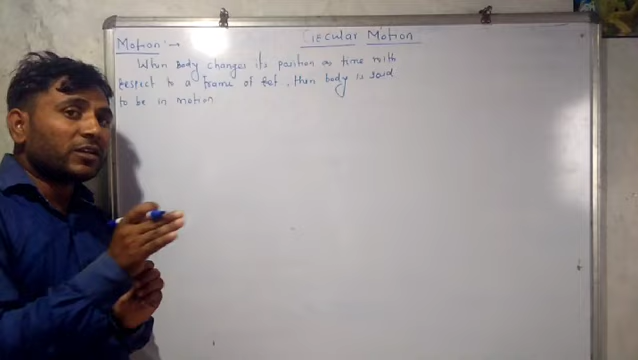 Circular Motion
Motion :→
When body changes its position as time with
respect to a frame of ref, then body is said
to be in motion